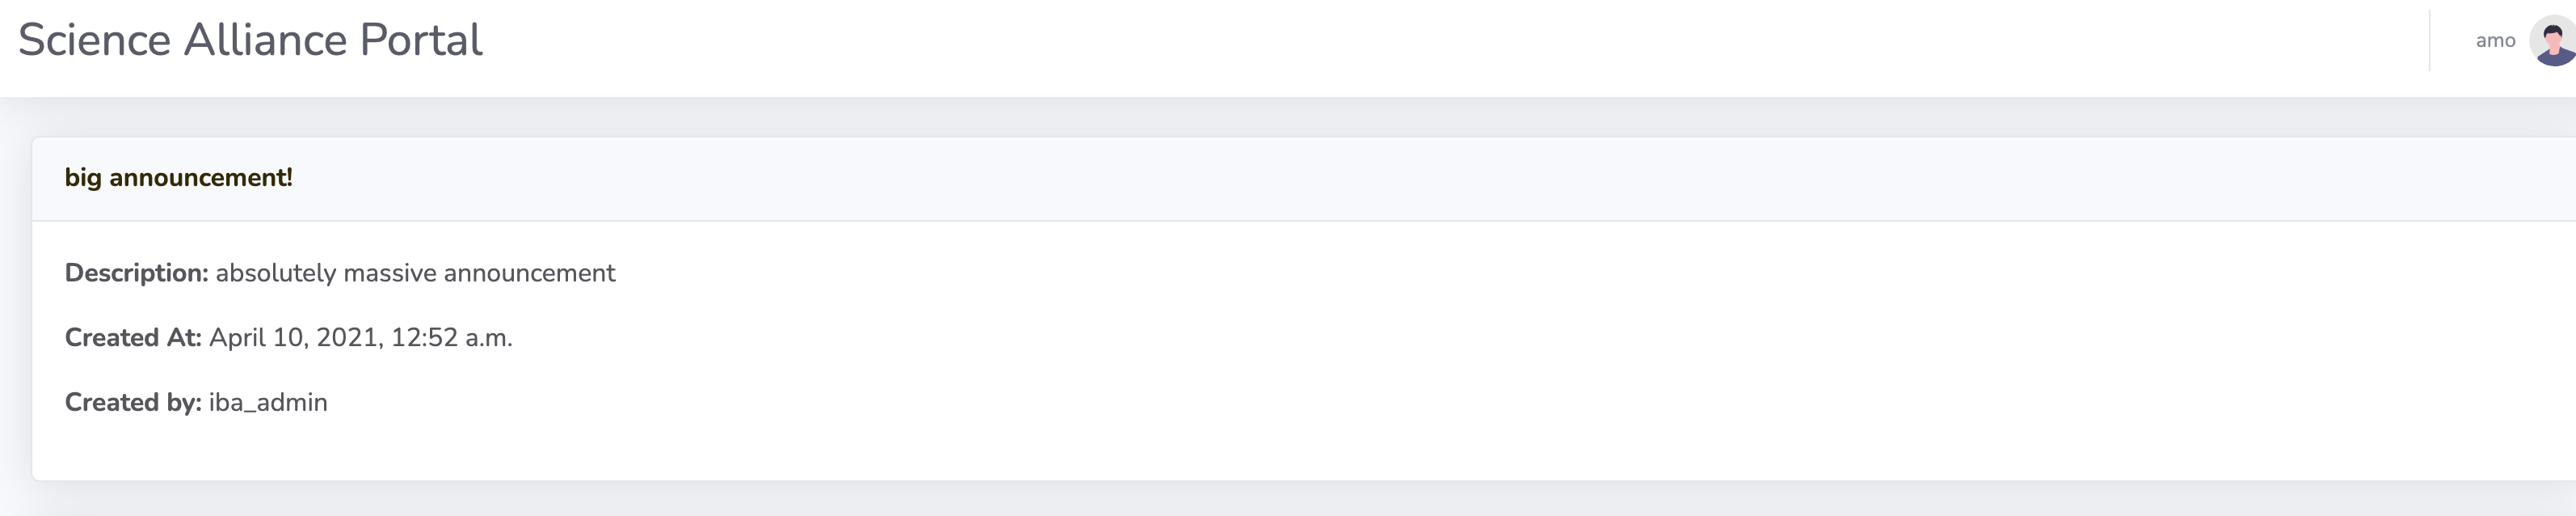 Science Alliance Portal
amo
big announcement!
Description: absolutely massive announcement
Created At: April 10, 2021, 12:52 a.m.
Created by: iba_admin